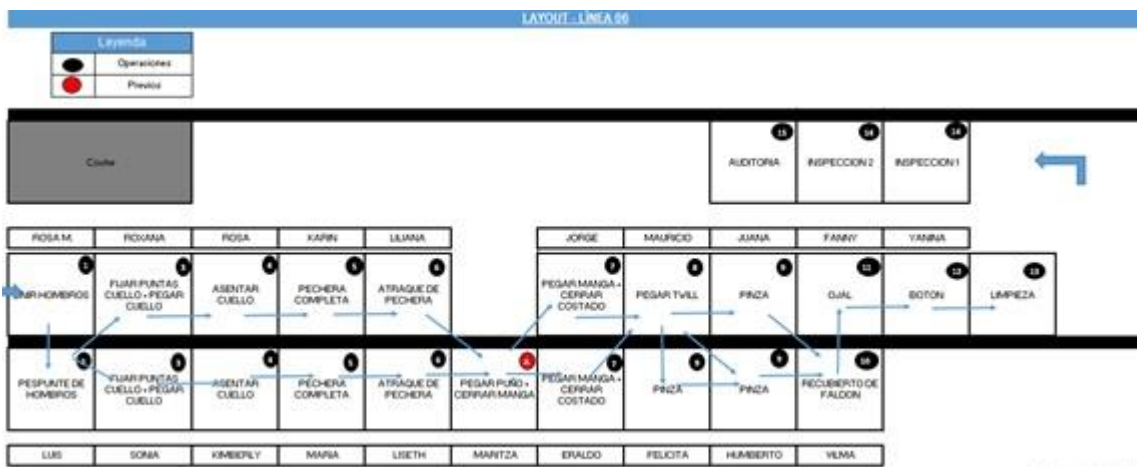 LAYOUT - LÍNEA 06
Leyenda
Operaciones
Previos
Coche
15
14
14
AUDITORIA
INSPECCION 2
INSPECCION 1
ROSA M.
ROXANA
ROSA
KARIN
LILIANA
JORGE
MAURICIO
JUANA
FANNY
YANINA
1
3
4
5
6
7
8
9
11
12
13
UNIR HOMBROS
FIJAR PUNTAS
CUELLO + PEGAR
CUELLO
ASENTAR
CUELLO
PECHERA
COMPLETA
ATRAQUE DE
PECHERA
PEGAR MANGA +
CERRAR
COSTADO
PEGAR TWILL
PINZA
OJAL
BOTON
LIMPIEZA
3
4
5
6
7
9
9
10
PESPUNTE DE
HOMBROS
FIJAR PUNTAS
CUELLO + PEGAR
CUELLO
ASENTAR
CUELLO
PECHERA
COMPLETA
ATRAQUE DE
PECHERA
PEGAR PUÑO +
CERRAR MANGA
PEGAR MANGA +
CERRAR
COSTADO
PINZA
PINZA
RECUBIERTO DE
FALDON
LUIS
SONIA
KIMBERLY
MARIA
LISETH
MARITZA
ERALDO
FELICITA
HUMBERTO
VILMA